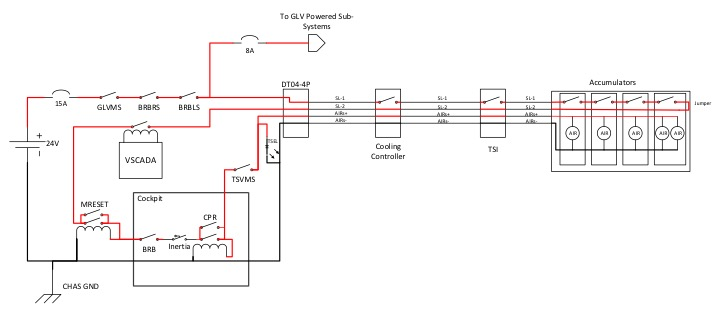 To GLV Powered Sub-
Systems
8A
15A
GLVMS
BRBRS
BRBLS
DT04-4P
SL-1
SL-2
AIRs+
AIRs-
SL-1
SL-2
AIRs+
AIRs-
SL-1
SL-2
AIRs+
AIRs-
Accumulators
Jumper
AIR
AIR
AIR
AIR
AIR
Cooling
Controller
TSI
+
24V
VSCADA
TSEL
TSVMS
MRESET
Cockpit
CPR
BRB
Inertia
CHAS GND